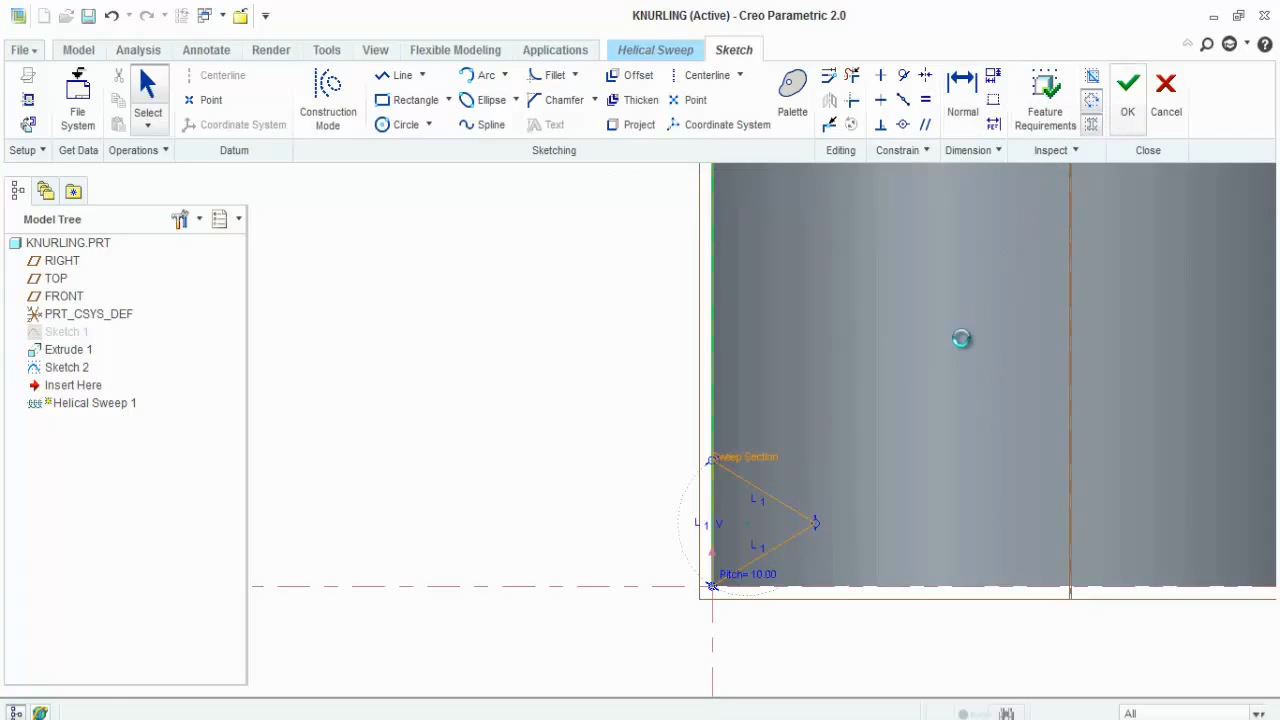 KNURLING (Active) - Creo Parametric 2.0
File Model Analysis Annotate Render Tools View Flexible Modeling Applications Helical Sweep Sketch
Centerline Line Arc Fillet Offset Centerline
Point Rectangle Ellipse Chamfer Thicken Point
Coordinate System Circle Spline Text Project Coordinate System
File System Select Construction Mode Palette Normal Feature Requirements OK Cancel
Setup Get Data Operations Datum Sketching Editing Constrain Dimension Inspect Close
Model Tree
KNURLING.PRT
RIGHT
TOP
FRONT
PRT_CSYS_DEF
Sketch 1
Extrude 1
Sketch 2
Insert Here
Helical Sweep 1
Sweep Section
L 1
L 1 V
L 1
Pitch= 10.00
All